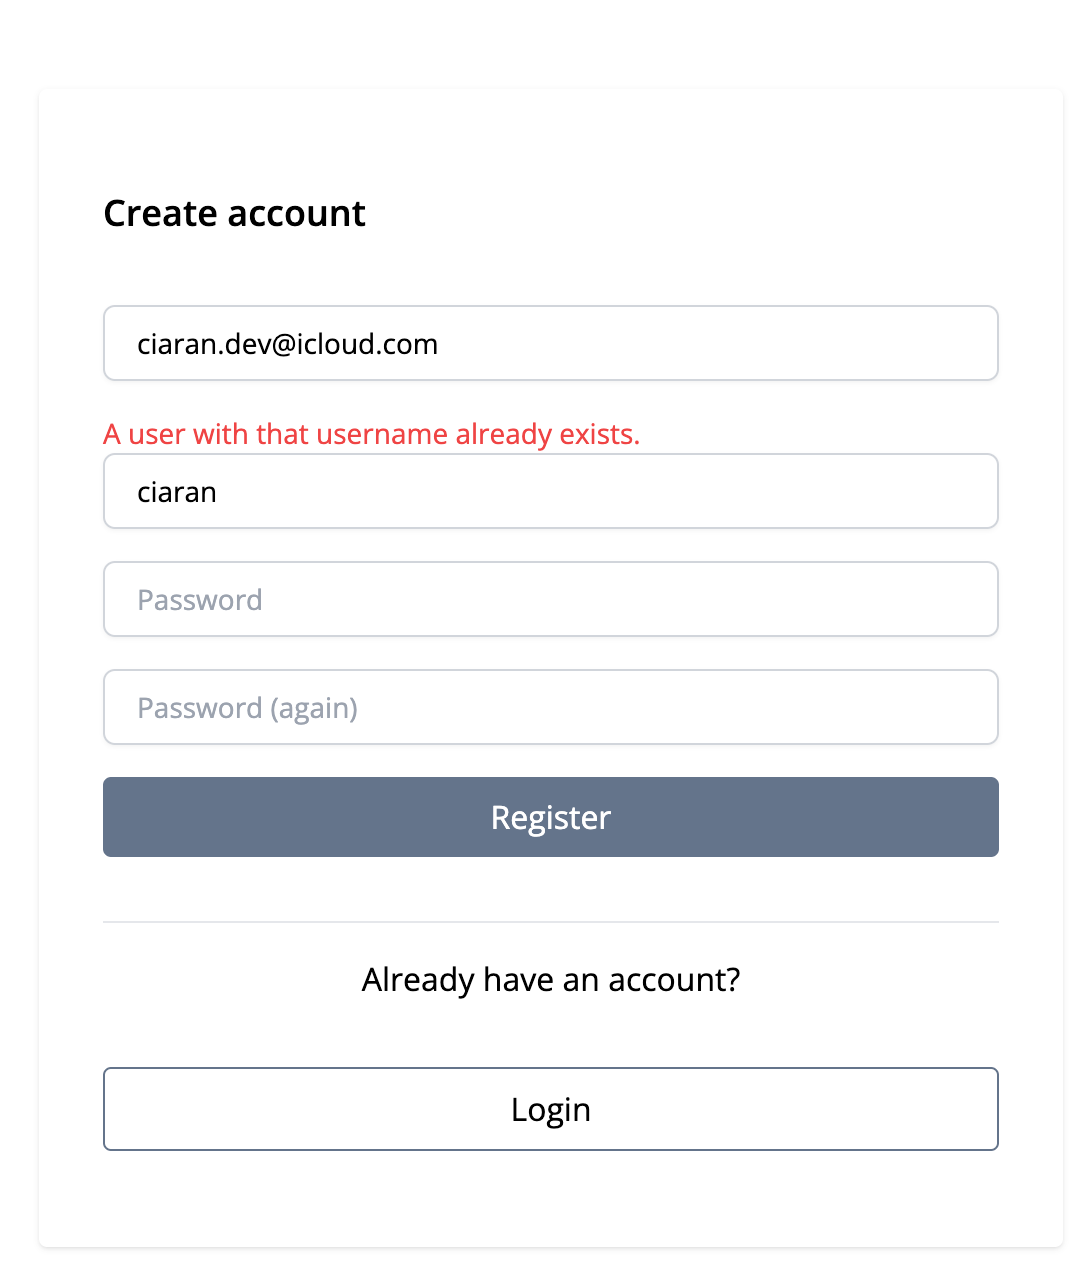 Create account
ciaran.dev@icloud.com
A user with that username already exists.
ciaran
Password
Password (again)
Register
Already have an account?
Login